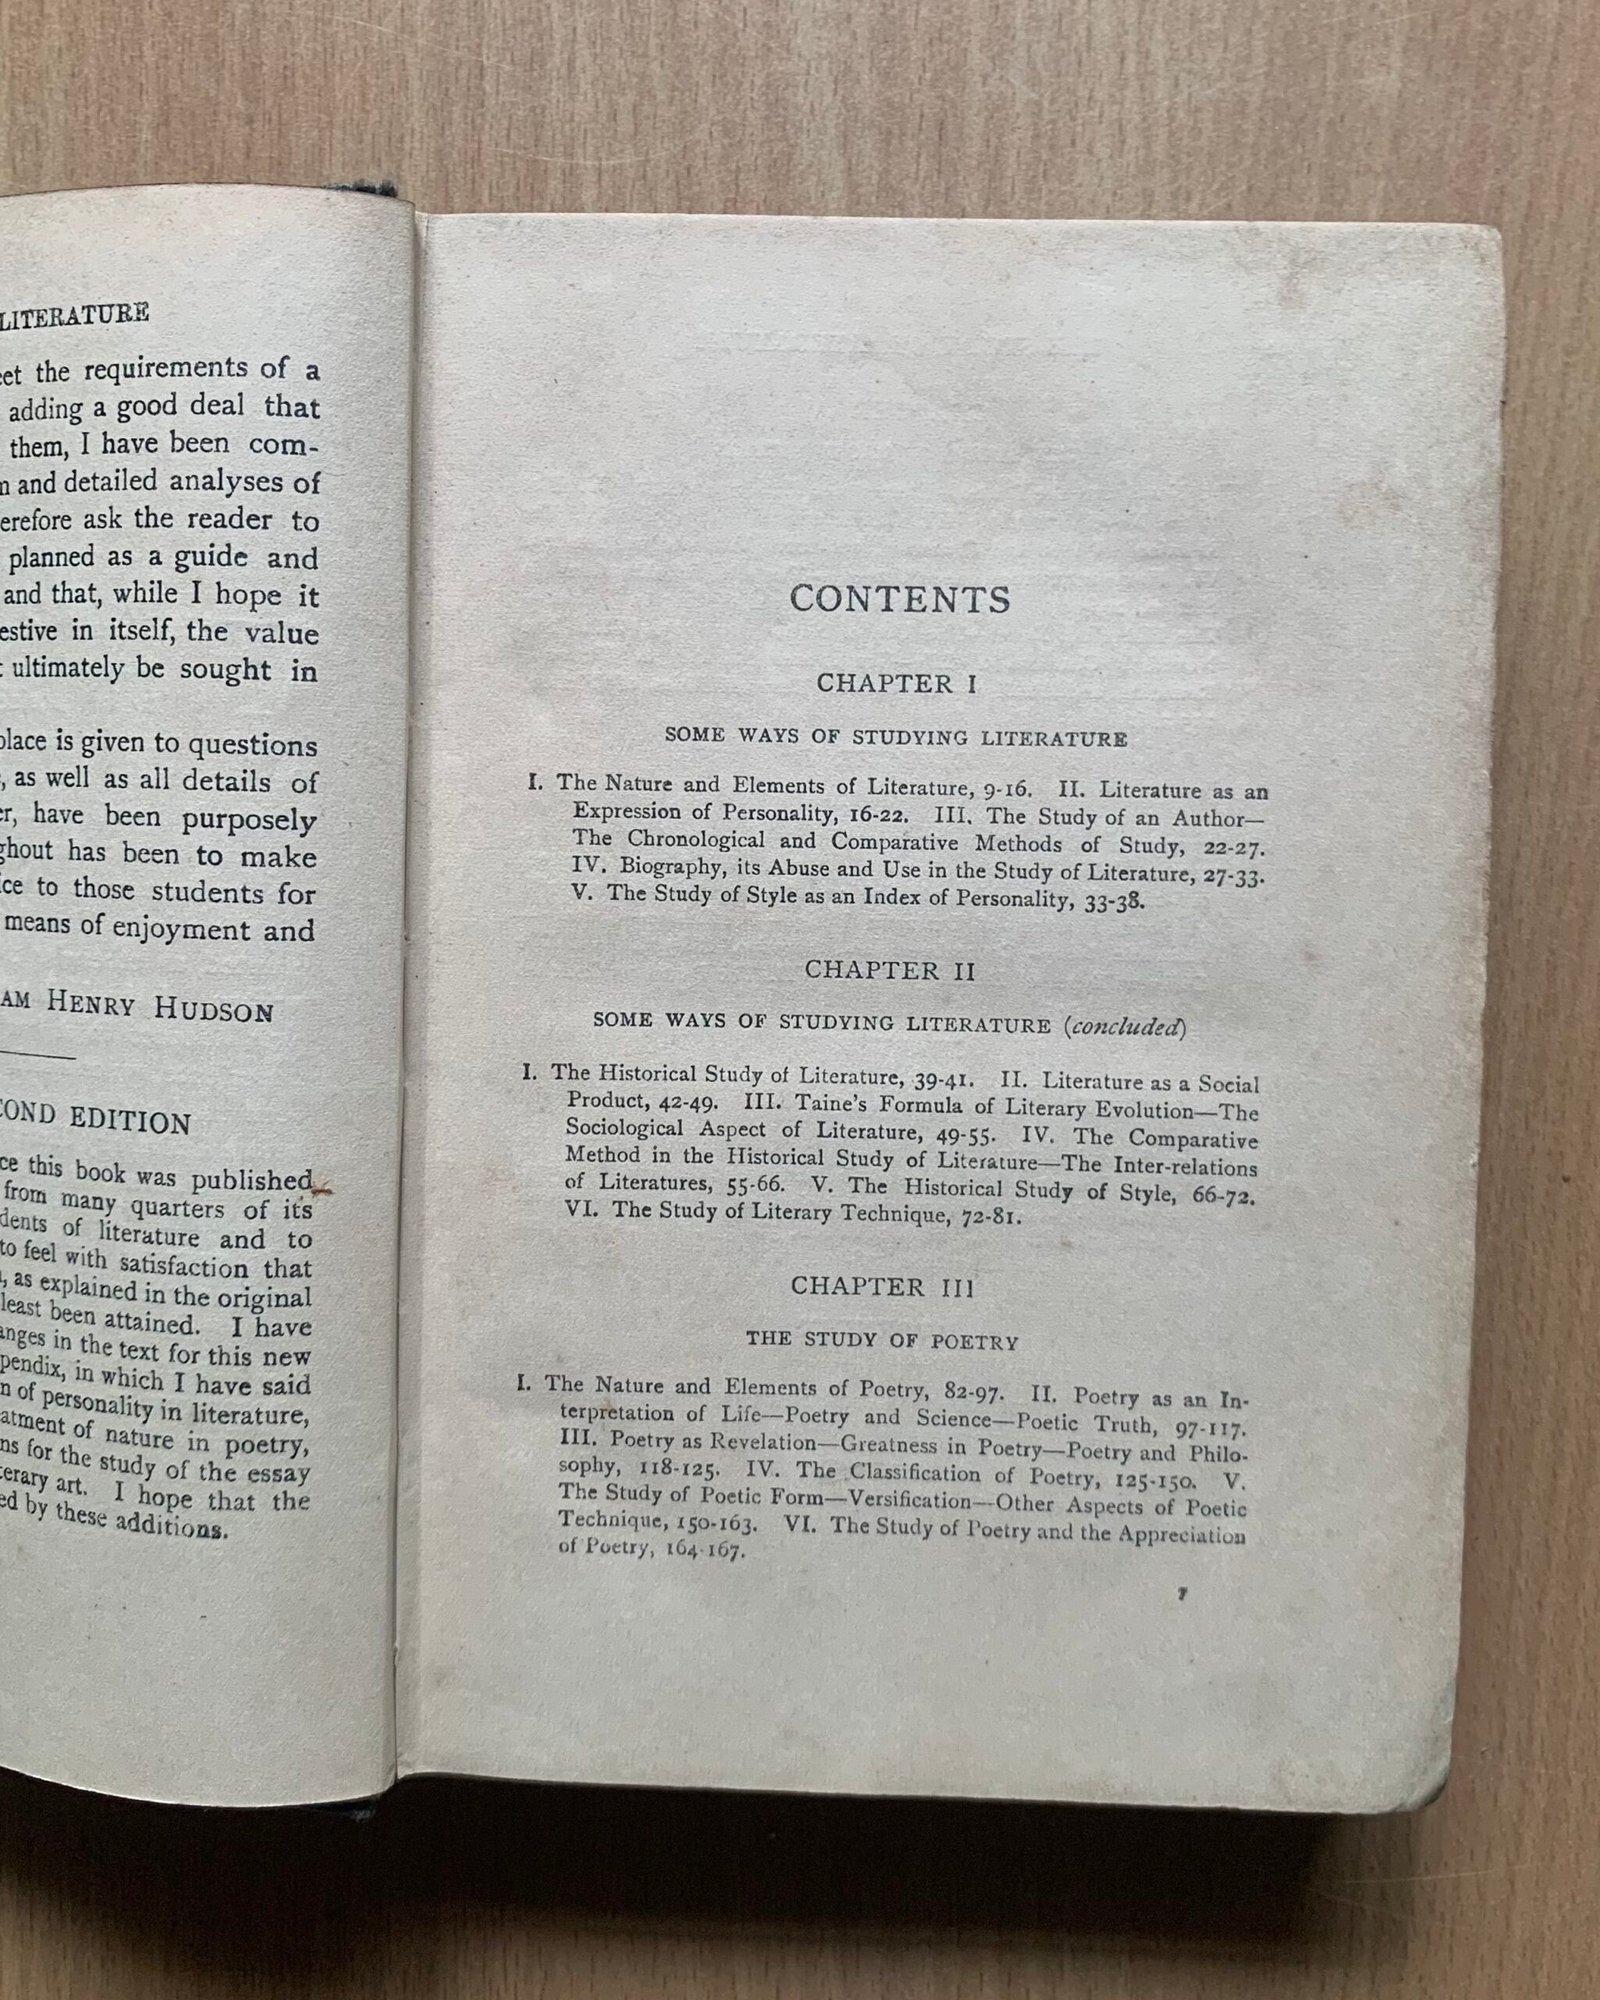 LITERATURE
the requirements of a
adding a good deal that
them, I have been com-
and detailed analyses of
ask the reader to
planned as a guide and
and that, while I hope it
in itself, the value
ultimately be sought in
is given to questions
as well as all details of
have been purposely
has been to make
to those students for
means of enjoyment and
HENRY HUDSON
EDITION
this book was published
from many quarters of its
of literature and to
to feel with satisfaction that
as explained in the original
least been attained. I have
in the text for this new
in which I have said
of personality in literature,
of nature in poetry,
for the study of the essay
art. I hope that the
by these additions.
CONTENTS
CHAPTER I
SOME WAYS OF STUDYING LITERATURE
I. The Nature and Elements of Literature, 9-16. II. Literature as an
Expression of Personality, 16-22. III. The Study of an Author—
The Chronological and Comparative Methods of Study, 22-27.
IV. Biography, its Abuse and Use in the Study of Literature, 27-33.
V. The Study of Style as an Index of Personality, 33-38.
CHAPTER II
SOME WAYS OF STUDYING LITERATURE (concluded)
I. The Historical Study of Literature, 39-41. II. Literature as a Social
Product, 42-49. III. Taine's Formula of Literary Evolution—The
Sociological Aspect of Literature, 49-55. IV. The Comparative
Method in the Historical Study of Literature—The Inter-relations
of Literatures, 55-66. V. The Historical Study of Style, 66-72.
VI. The Study of Literary Technique, 72-81.
CHAPTER III
THE STUDY OF POETRY
I. The Nature and Elements of Poetry, 82-97. II. Poetry as an In-
terpretation of Life—Poetry and Science—Poetic Truth, 97-117.
III. Poetry as Revelation—Greatness in Poetry—Poetry and Philo-
sophy, 118-125. IV. The Classification of Poetry, 125-150. V.
The Study of Poetic Form—Versification—Other Aspects of Poetic
Technique, 150-163. VI. The Study of Poetry and the Appreciation
of Poetry, 164-167.
7